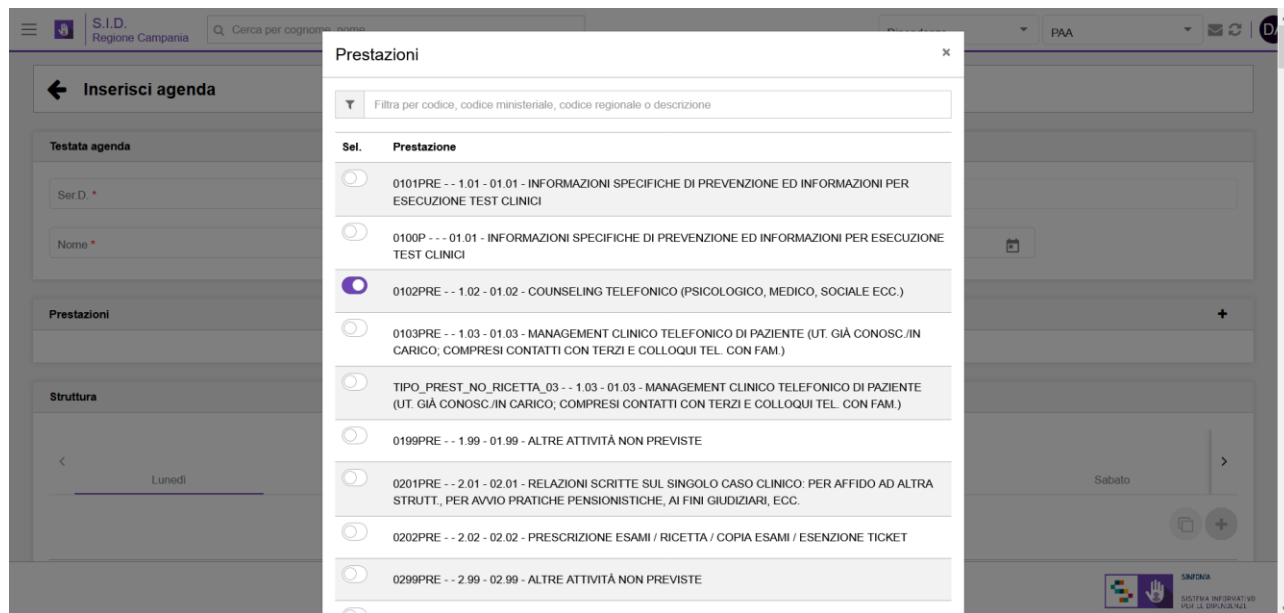 S.I.D.
Regione Campania
Cerca per cognome, nome
Dipendenze
PAA
DA
Prestazioni
×
Inserisci agenda
Filtra per codice, codice ministeriale, codice regionale o descrizione
Testata agenda
Sel. Prestazione
Ser.D. *
0101PRE - - 1.01 - 01.01 - INFORMAZIONI SPECIFICHE DI PREVENZIONE ED INFORMAZIONI PER
ESECUZIONE TEST CLINICI
Nome *
0100P - - - 01.01 - INFORMAZIONI SPECIFICHE DI PREVENZIONE ED INFORMAZIONI PER ESECUZIONE
TEST CLINICI
0102PRE - - 1.02 - 01.02 - COUNSELING TELEFONICO (PSICOLOGICO, MEDICO, SOCIALE ECC.)
Prestazioni
0103PRE - - 1.03 - 01.03 - MANAGEMENT CLINICO TELEFONICO DI PAZIENTE (UT. GIÀ CONOSC./IN
CARICO; COMPRESI CONTATTI CON TERZI E COLLOQUI TEL. CON FAM.)
TIPO_PREST_NO_RICETTA_03 - - 1.03 - 01.03 - MANAGEMENT CLINICO TELEFONICO DI PAZIENTE
(UT. GIÀ CONOSC./IN CARICO; COMPRESI CONTATTI CON TERZI E COLLOQUI TEL. CON FAM.)
Struttura
0199PRE - - 1.99 - 01.99 - ALTRE ATTIVITÀ NON PREVISTE
Lunedì
Sabato
0201PRE - - 2.01 - 02.01 - RELAZIONI SCRITTE SUL SINGOLO CASO CLINICO: PER AFFIDO AD ALTRA
STRUTT., PER AVVIO PRATICHE PENSIONISTICHE, AI FINI GIUDIZIARI, ECC.
0202PRE - - 2.02 - 02.02 - PRESCRIZIONE ESAMI / RICETTA / COPIA ESAMI / ESENZIONE TICKET
0299PRE - - 2.99 - 02.99 - ALTRE ATTIVITÀ NON PREVISTE
SINFONIA
SISTEMA INFORMATIVO
PER LE DIPENDENZE